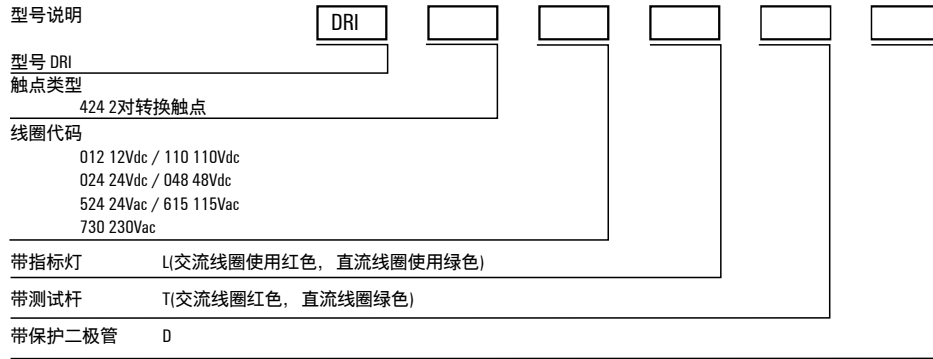 型号说明
DRI
型号 DRI
触点类型
424 2对转换触点
线圈代码
012 12Vdc / 110 110Vdc
024 24Vdc / 048 48Vdc
524 24Vac / 615 115Vac
730 230Vac
带指标灯 L(交流线圈使用红色，直流线圈使用绿色)
带测试杆 T(交流线圈红色，直流线圈绿色)
带保护二极管 D